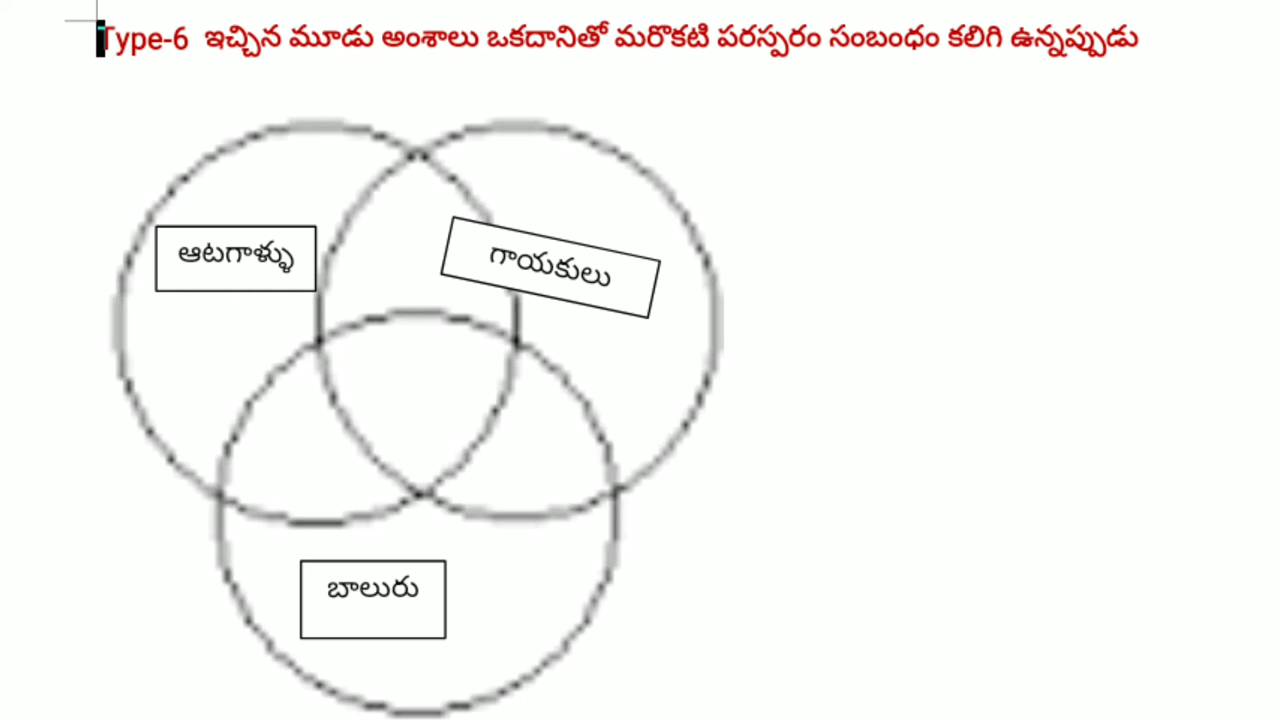 Type-6 ఇచ్చిన మూడు అంశాలు ఒకదానితో మరొకటి పరస్పరం సంబంధం కలిగి ఉన్నప్పుడు
ఆటగాళ్ళు
గాయకులు
బాలురు